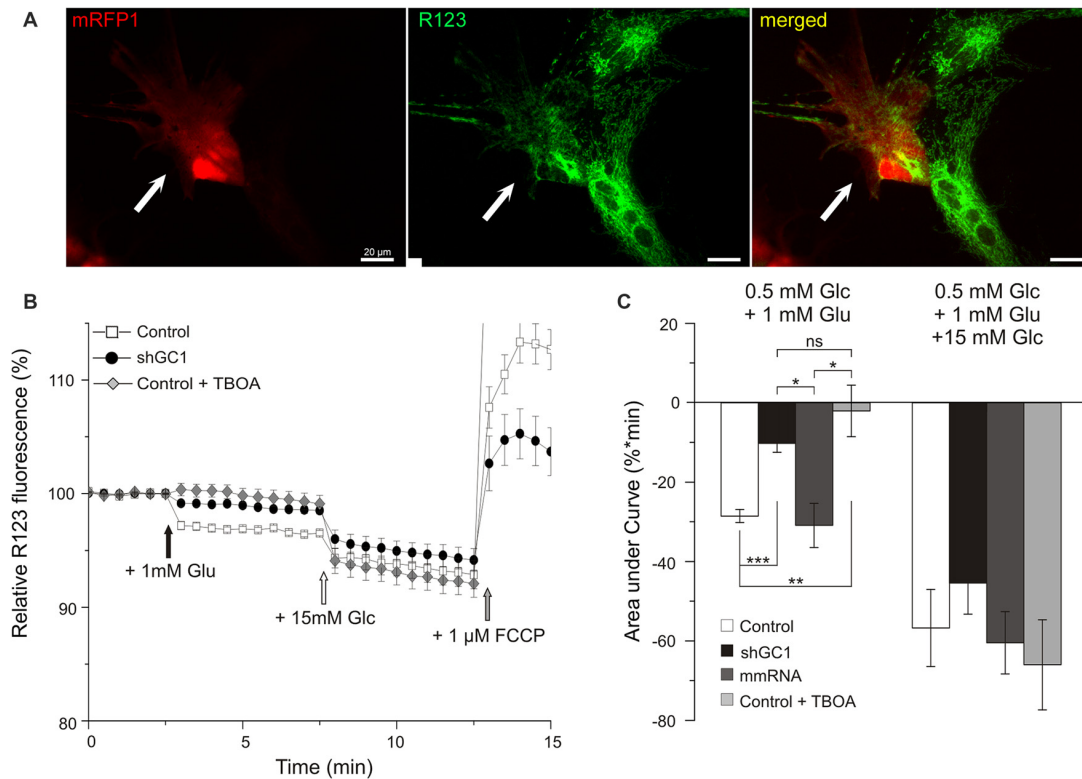 A
mRFP1
R123
merged
20 µm
B
Control
shGC1
Control + TBOA
Relative R123 fluorescence (%)
110
100
90
80
+ 1mM Glu
+ 15mM Glc
+ 1 µM FCCP
0
5
10
15
Time (min)
C
0.5 mM Glc
+ 1 mM Glu
0.5 mM Glc
+ 1 mM Glu
+15 mM Glc
Area under Curve (%*min)
20
0
-20
-40
-60
-80
ns
*
*
***
**
Control
shGC1
mmRNA
Control + TBOA